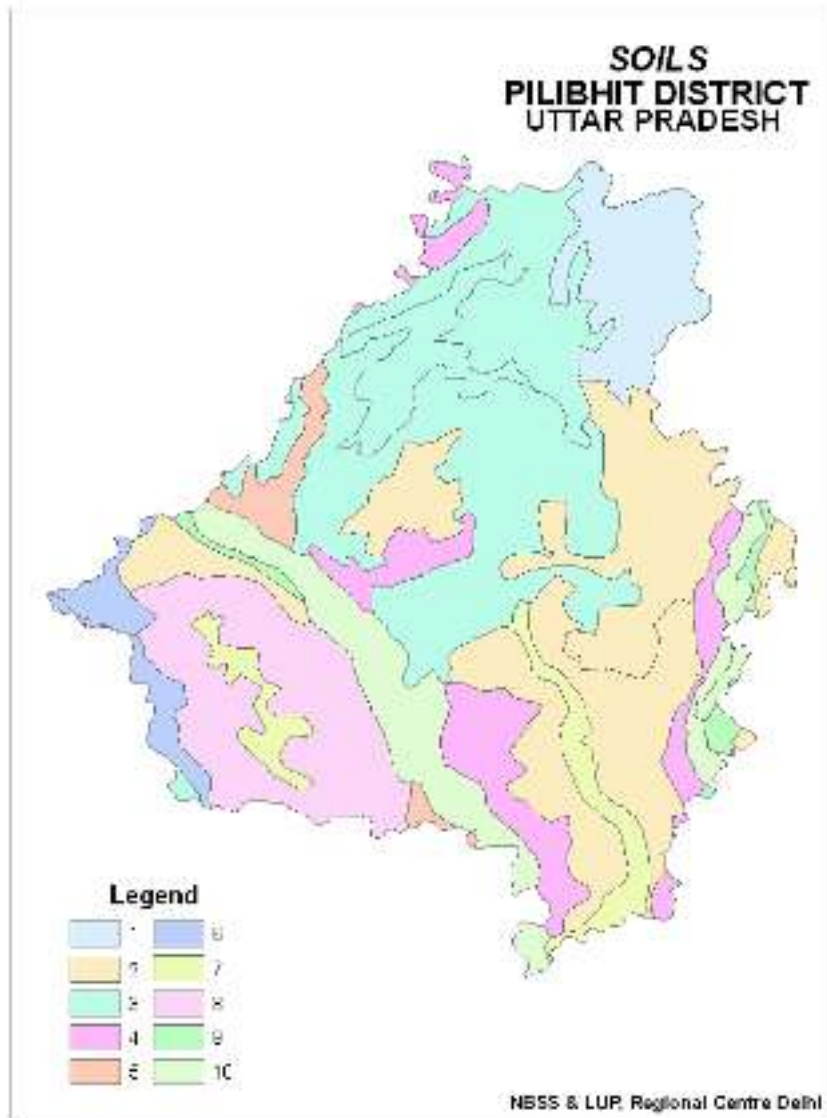 SOILS
PILIBHIT DISTRICT
UTTAR PRADESH
Legend
1 6
2 7
3 8
4 9
5 10
NBSS & LUP, Regional Centre Delhi